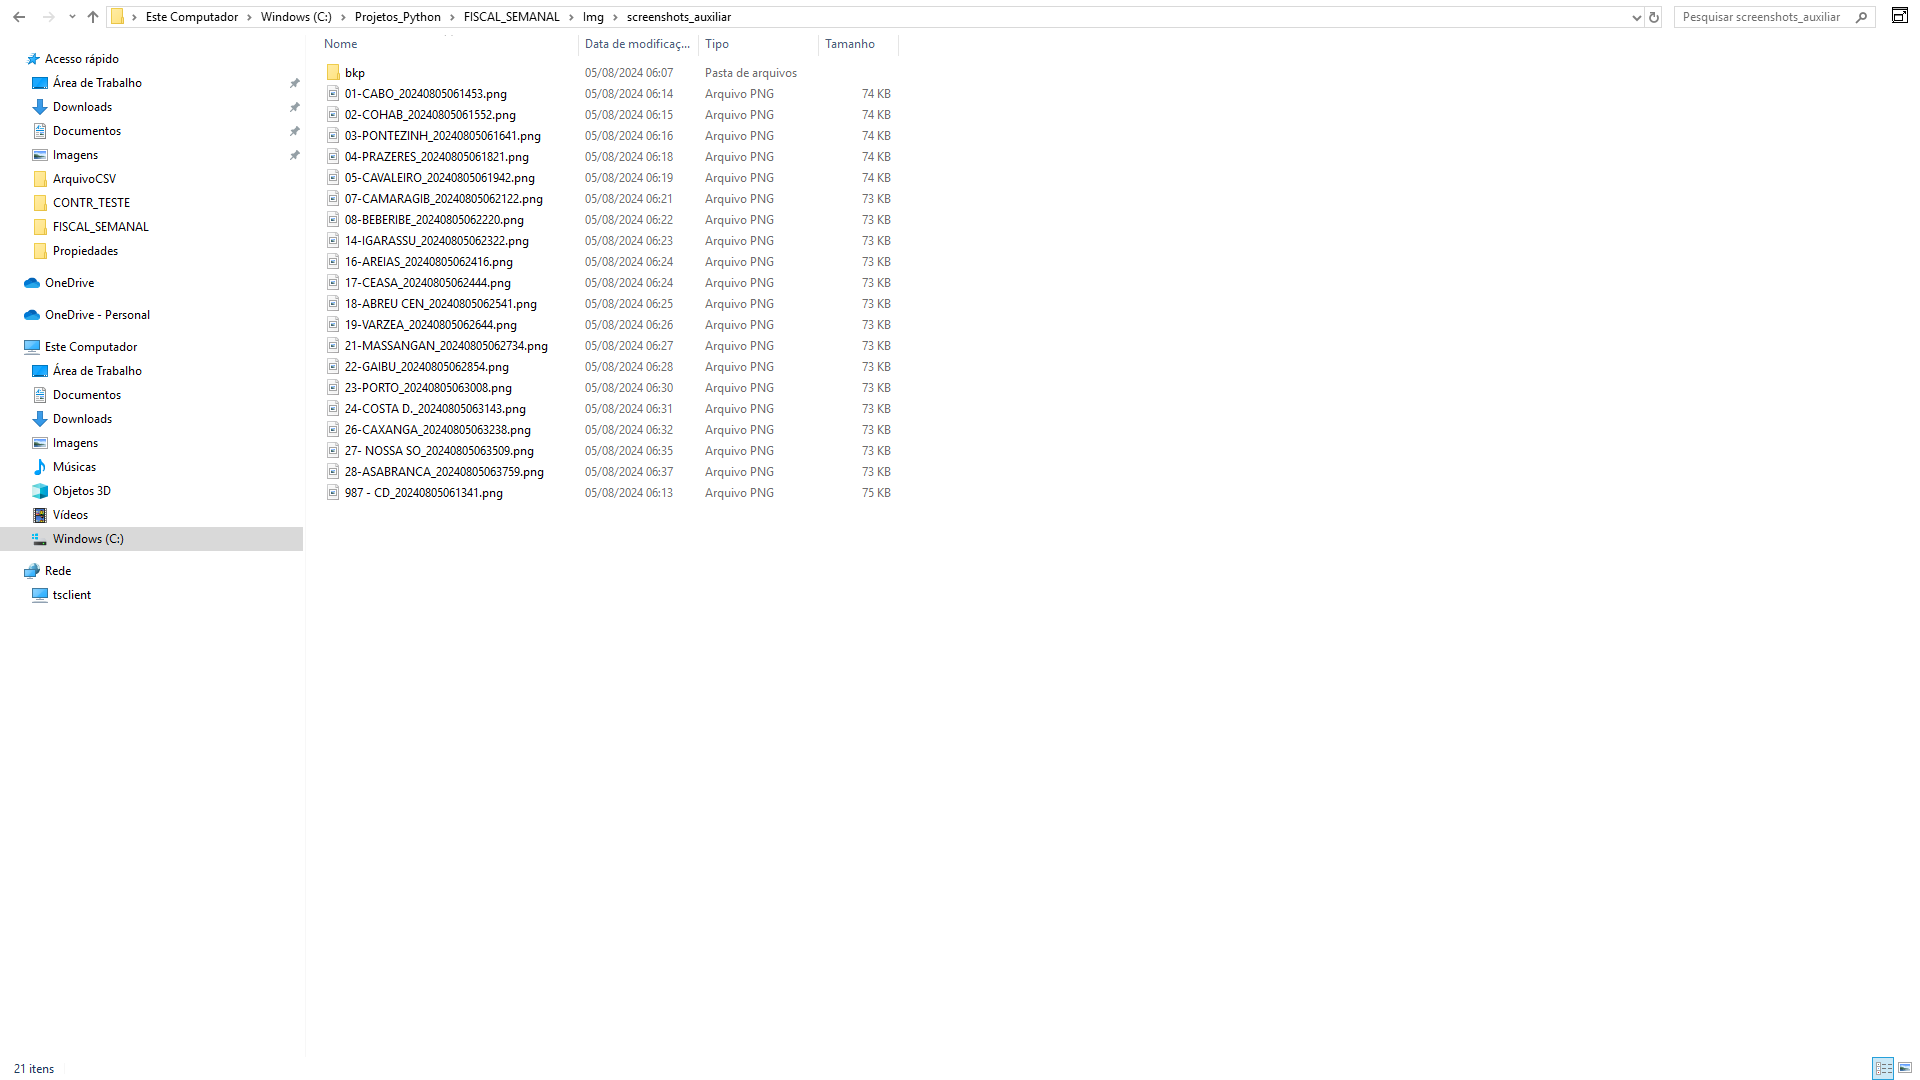 Este Computador > Windows (C:) > Projetos_Python > FISCAL_SEMANAL > Img > screenshots_auxiliar
Pesquisar screenshots_auxiliar
Acesso rápido
Área de Trabalho
Downloads
Documentos
Imagens
ArquivoCSV
CONTR_TESTE
FISCAL_SEMANAL
Propiedades
OneDrive
OneDrive - Personal
Este Computador
Área de Trabalho
Documentos
Downloads
Imagens
Músicas
Objetos 3D
Vídeos
Windows (C:)
Rede
tsclient
Nome Data de modificaç... Tipo Tamanho
bkp 05/08/2024 06:07 Pasta de arquivos
01-CABO_20240805061453.png 05/08/2024 06:14 Arquivo PNG 74 KB
02-COHAB_20240805061552.png 05/08/2024 06:15 Arquivo PNG 74 KB
03-PONTEZINH_20240805061641.png 05/08/2024 06:16 Arquivo PNG 74 KB
04-PRAZERES_20240805061821.png 05/08/2024 06:18 Arquivo PNG 74 KB
05-CAVALEIRO_20240805061942.png 05/08/2024 06:19 Arquivo PNG 74 KB
07-CAMARAGIB_20240805062122.png 05/08/2024 06:21 Arquivo PNG 73 KB
08-BEBERIBE_20240805062220.png 05/08/2024 06:22 Arquivo PNG 73 KB
14-IGARASSU_20240805062322.png 05/08/2024 06:23 Arquivo PNG 73 KB
16-AREIAS_20240805062416.png 05/08/2024 06:24 Arquivo PNG 73 KB
17-CEASA_20240805062444.png 05/08/2024 06:24 Arquivo PNG 73 KB
18-ABREU CEN_20240805062541.png 05/08/2024 06:25 Arquivo PNG 73 KB
19-VARZEA_20240805062644.png 05/08/2024 06:26 Arquivo PNG 73 KB
21-MASSANGAN_20240805062734.png 05/08/2024 06:27 Arquivo PNG 73 KB
22-GAIBU_20240805062854.png 05/08/2024 06:28 Arquivo PNG 73 KB
23-PORTO_20240805063008.png 05/08/2024 06:30 Arquivo PNG 73 KB
24-COSTA D._20240805063143.png 05/08/2024 06:31 Arquivo PNG 73 KB
26-CAXANGA_20240805063238.png 05/08/2024 06:32 Arquivo PNG 73 KB
27- NOSSA SO_20240805063509.png 05/08/2024 06:35 Arquivo PNG 73 KB
28-ASABRANCA_20240805063759.png 05/08/2024 06:37 Arquivo PNG 73 KB
987 - CD_20240805061341.png 05/08/2024 06:13 Arquivo PNG 75 KB
21 itens